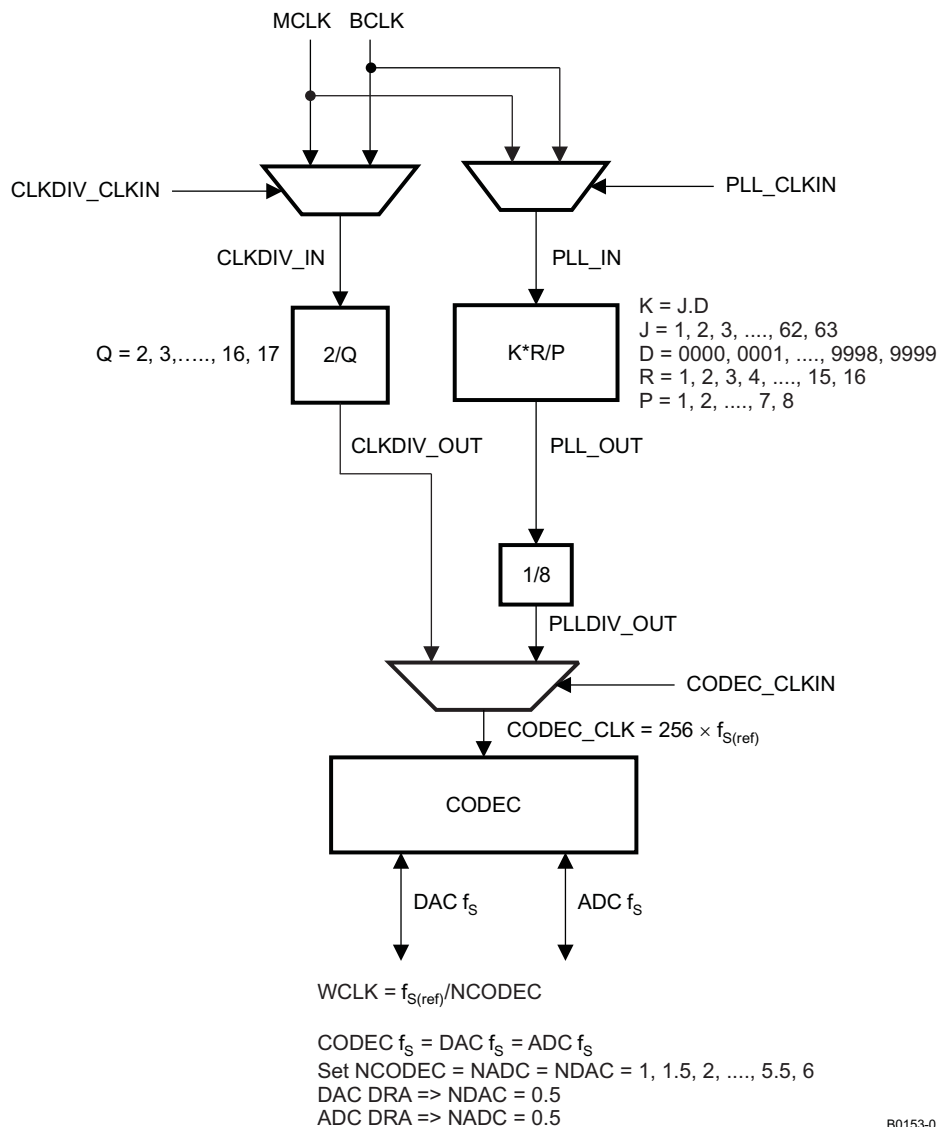 MCLK BCLK
CLKDIV_CLKIN
PLL_CLKIN
CLKDIV_IN
PLL_IN
Q = 2, 3,....., 16, 17
2/Q
K*R/P
K = J.D
J = 1, 2, 3, ...., 62, 63
D = 0000, 0001, ...., 9998, 9999
R = 1, 2, 3, 4, ...., 15, 16
P = 1, 2, ...., 7, 8
CLKDIV_OUT
PLL_OUT
1/8
PLLDIV_OUT
CODEC_CLKIN
CODEC_CLK = 256 × fS(ref)
CODEC
DAC fS
ADC fS
WCLK = fS(ref)/NCODEC
CODEC fS = DAC fS = ADC fS
Set NCODEC = NADC = NDAC = 1, 1.5, 2, ...., 5.5, 6
DAC DRA => NDAC = 0.5
ADC DRA => NADC = 0.5
B0153-0